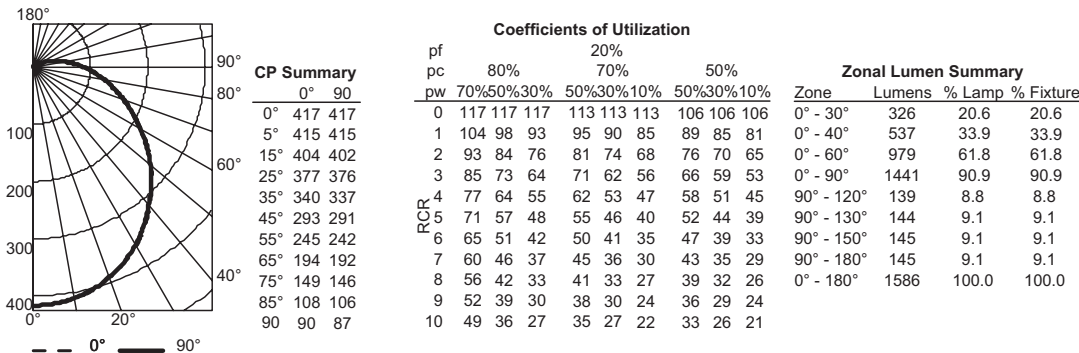 180°
90°
80°
60°
40°
20°
0°
100
200
300
400
0° 90°
CP Summary
0° 90
0° 417 417
5° 415 415
15° 404 402
25° 377 376
35° 340 337
45° 293 291
55° 245 242
65° 194 192
75° 149 146
85° 108 106
90 90 87
Coefficients of Utilization
pf 20%
pc 80% 70% 50%
pw 70%50%30% 50%30%10% 50%30%10%
RCR
0 117 117 117 113 113 113 106 106 106
1 104 98 93 95 90 85 89 85 81
2 93 84 76 81 74 68 76 70 65
3 85 73 64 71 62 56 66 59 53
4 77 64 55 62 53 47 58 51 45
5 71 57 48 55 46 40 52 44 39
6 65 51 42 50 41 35 47 39 33
7 60 46 37 45 36 30 43 35 29
8 56 42 33 41 33 27 39 32 26
9 52 39 30 38 30 24 36 29 24
10 49 36 27 35 27 22 33 26 21
Zonal Lumen Summary
Zone Lumens % Lamp % Fixture
0° - 30° 326 20.6 20.6
0° - 40° 537 33.9 33.9
0° - 60° 979 61.8 61.8
0° - 90° 1441 90.9 90.9
90° - 120° 139 8.8 8.8
90° - 130° 144 9.1 9.1
90° - 150° 145 9.1 9.1
90° - 180° 145 9.1 9.1
0° - 180° 1586 100.0 100.0